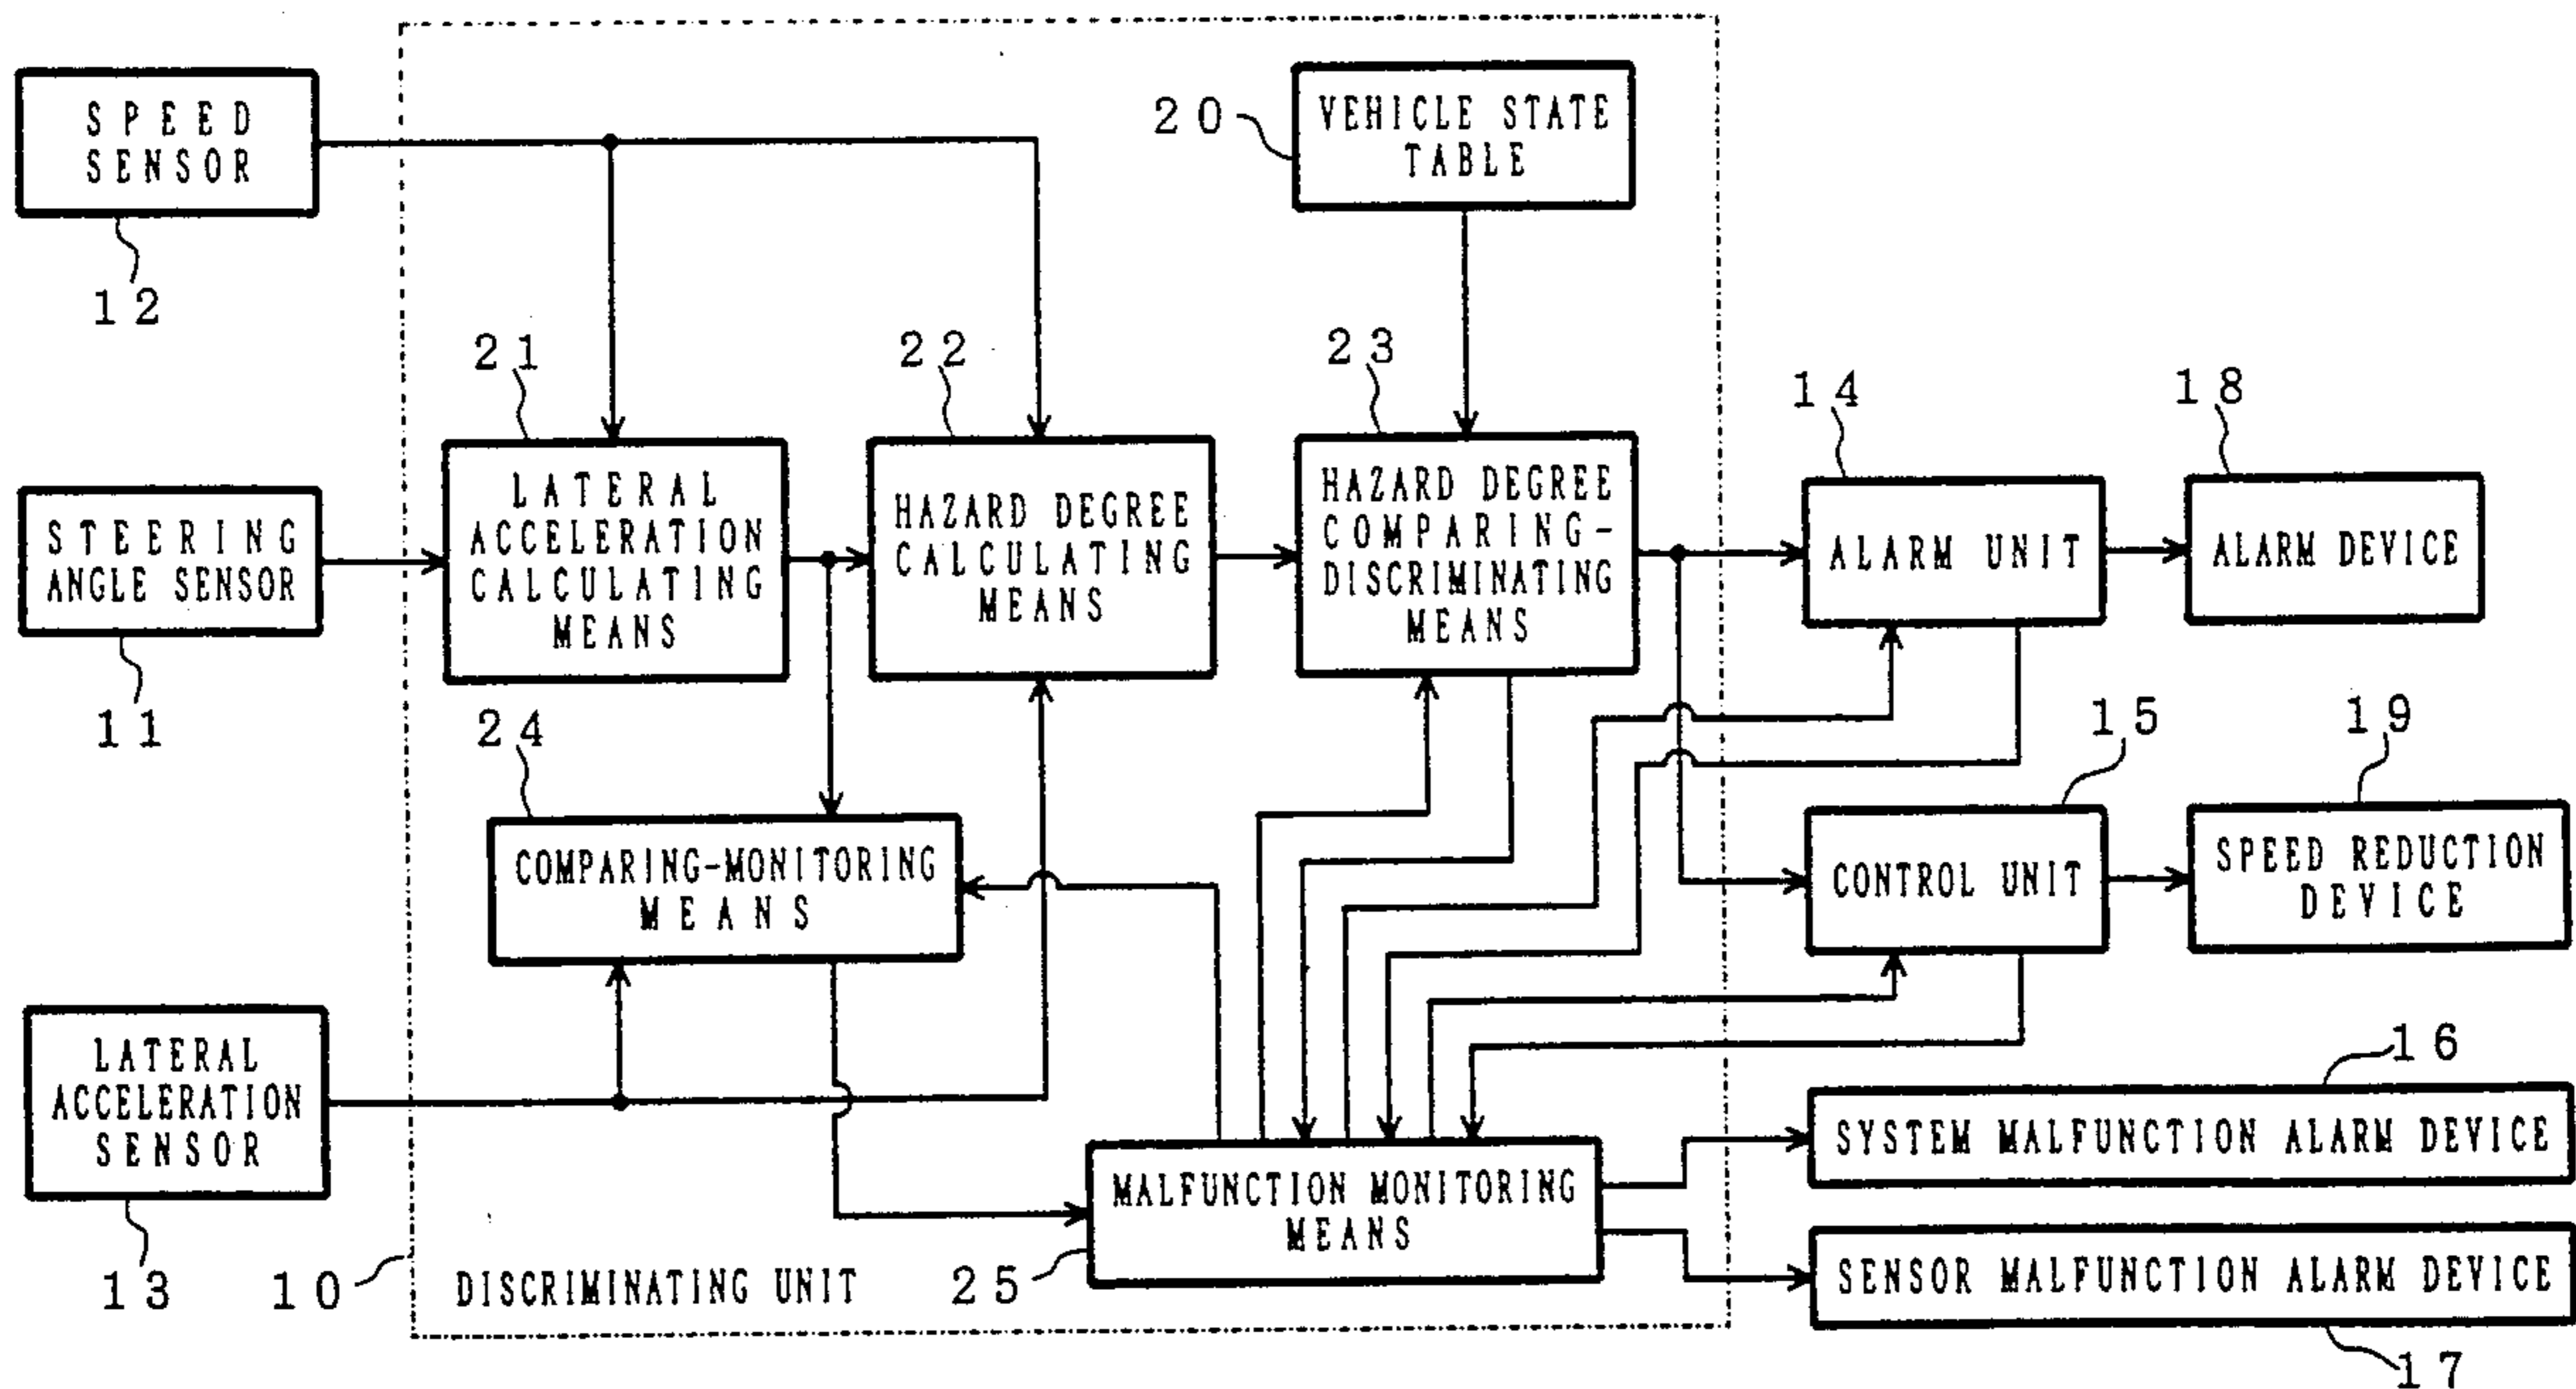 SPEED
SENSOR
12
20
VEHICLE STATE
TABLE
21
22
23
14
18
STEERING
ANGLE SENSOR
11
LATERAL
ACCELERATION
CALCULATING
MEANS
HAZARD DEGREE
CALCULATING
MEANS
HAZARD DEGREE
COMPARING-
DISCRIMINATING
MEANS
ALARM UNIT
ALARM DEVICE
24
COMPARING-MONITORING
MEANS
15
19
CONTROL UNIT
SPEED REDUCTION
DEVICE
LATERAL
ACCELERATION
SENSOR
13
10
DISCRIMINATING UNIT
25
MALFUNCTION MONITORING
MEANS
16
SYSTEM MALFUNCTION ALARM DEVICE
SENSOR MALFUNCTION ALARM DEVICE
17